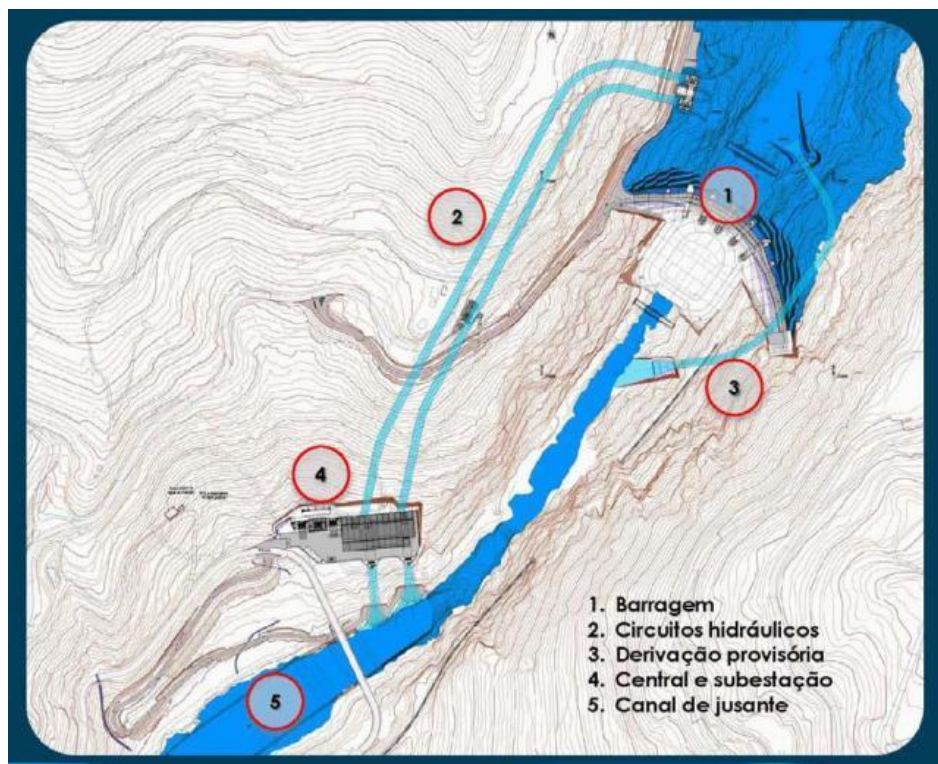 1
2
3
4
5
1. Barragem
2. Circuitos hidráulicos
3. Derivação provisória
4. Central e subestação
5. Canal de jusante